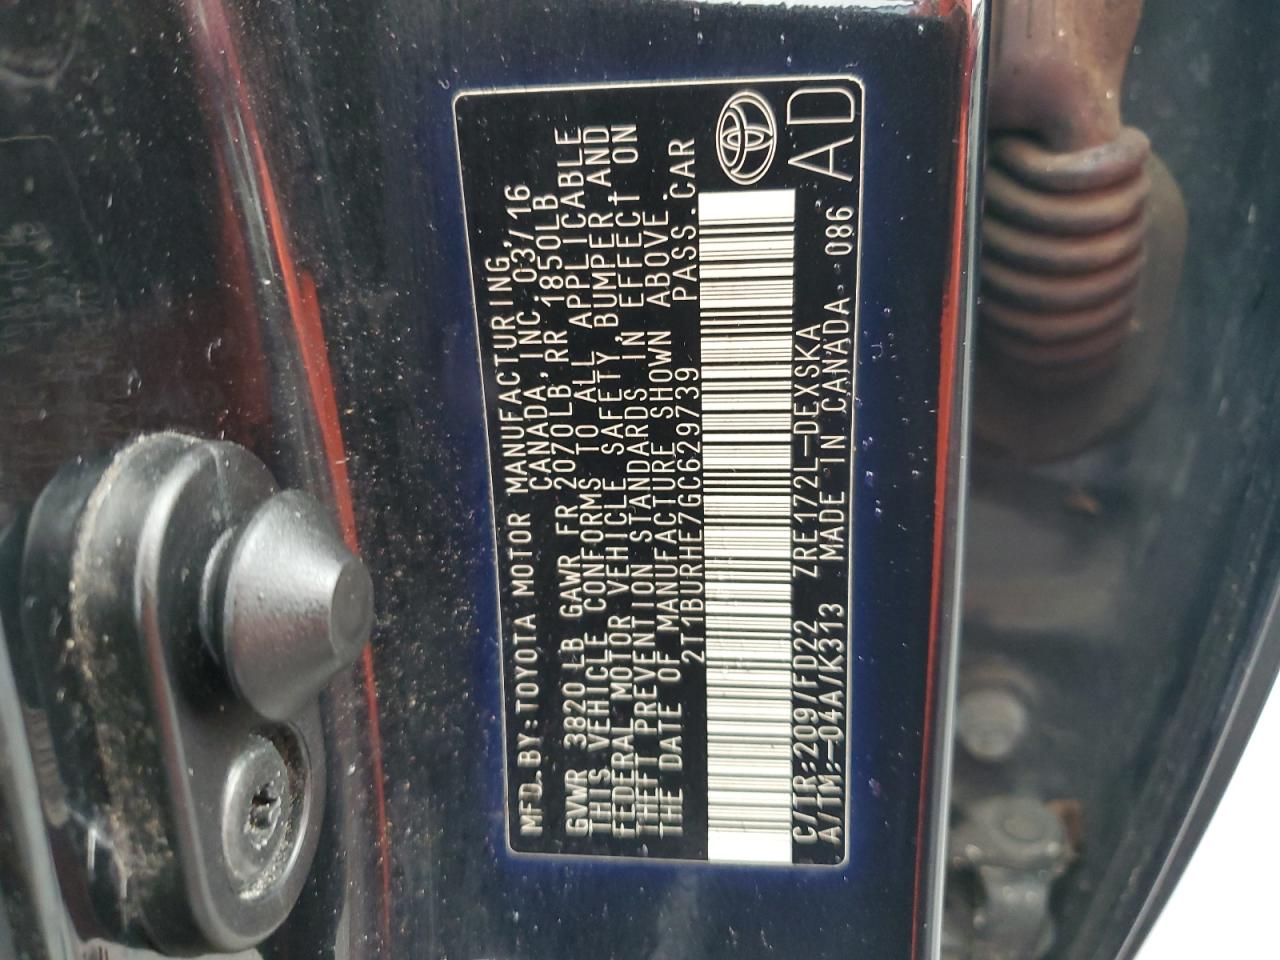 MFD.BY:TOYOTA MOTOR MANUFACTURING,
CANADA, INC. 03/16
GVWR 3820 LB GAWR FR 2070LB RR 1850LB
THIS VEHICLE CONFORMS TO ALL APPLICABLE
FEDERAL MOTOR VEHICLE SAFETY, BUMPER, AND
THEFT PREVENTION STANDARDS IN EFFECT ON
THE DATE OF MANUFACTURE SHOWN ABOVE.
2T1BURHE7GC629739 PASS.CAR
C/TR:209/FD22 ZRE172L-DEXSKA
A/TM:-04A/K313 MADE IN CANADA 086
AD